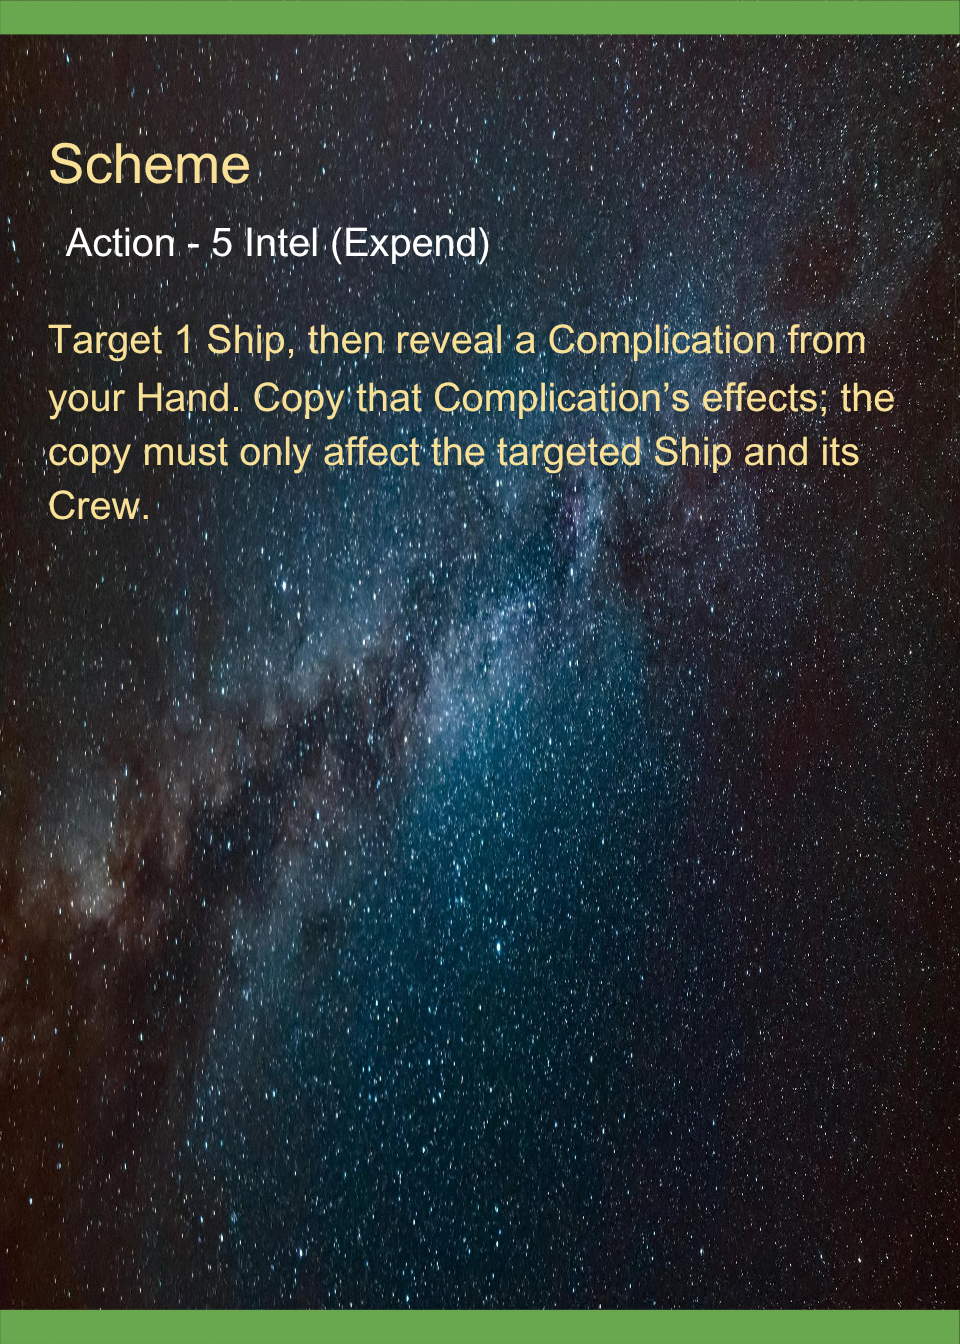 Scheme
Action - 5 Intel (Expend)
Target 1 Ship, then reveal a Complication from
your Hand. Copy that Complication’s effects; the
copy must only affect the targeted Ship and its
Crew.